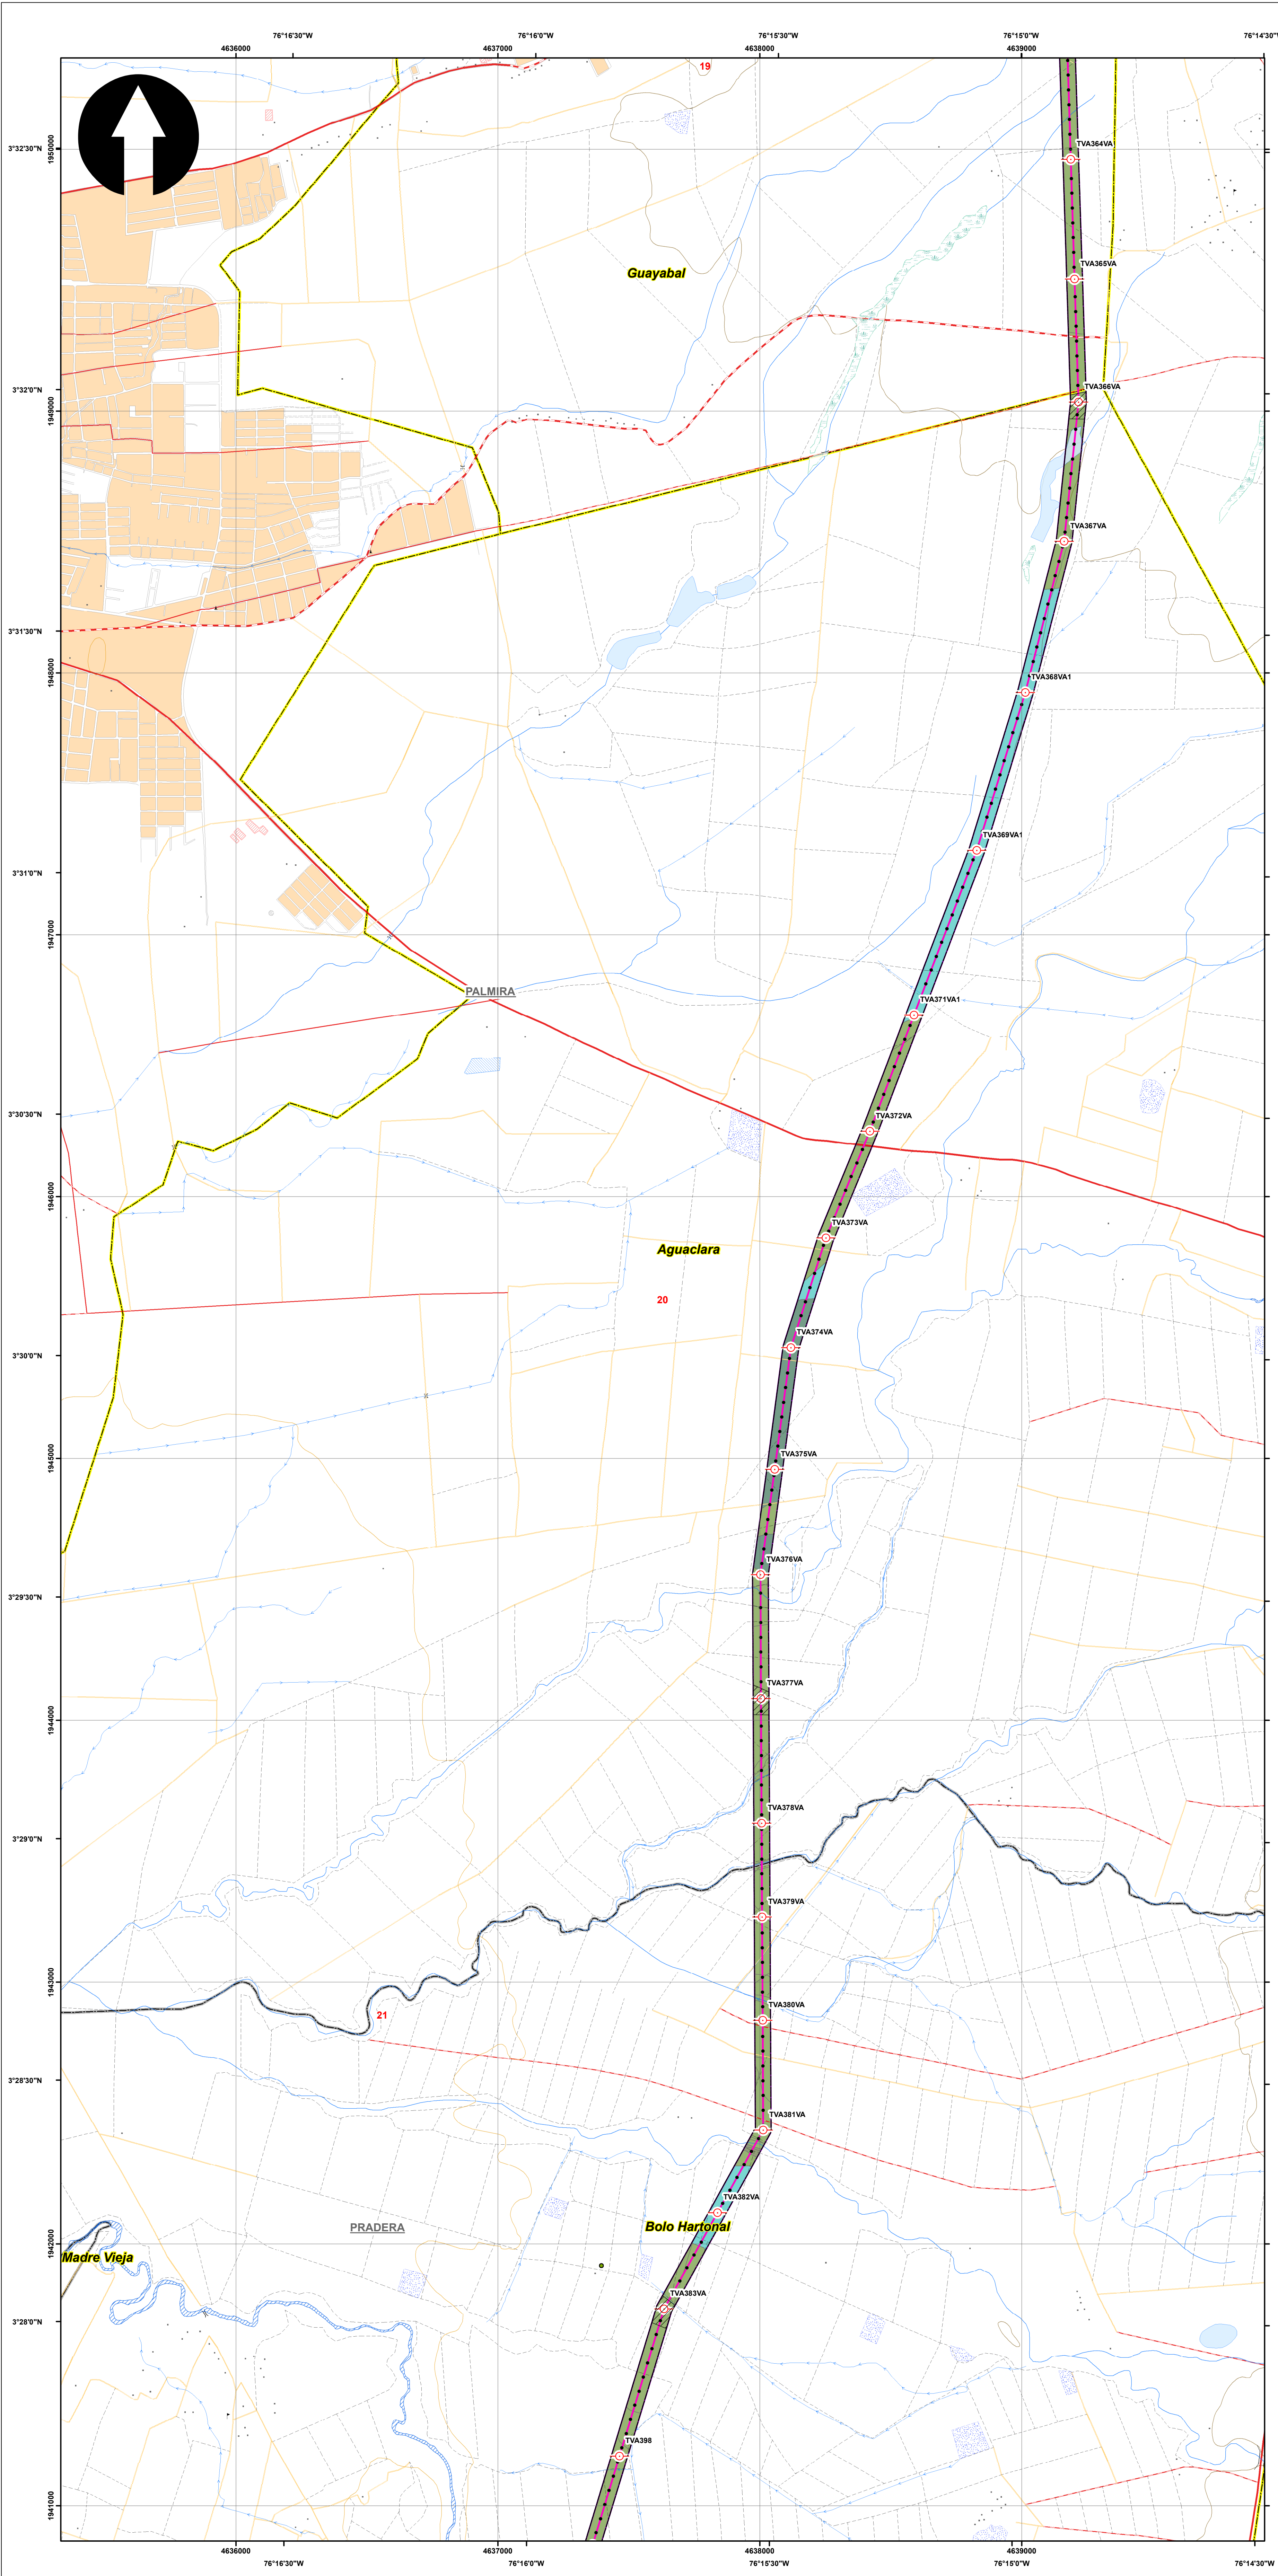 76°16'30"W
76°16'0"W
76°15'30"W
76°15'0"W
76°14'30"W
4636000
4637000
4638000
4639000
19
TVA364VA
3°32'30"N
1950000
TVA365VA
Guayabal
TVA366VA
3°32'0"N
1949000
TVA367VA
3°31'30"N
1948000
TVA368VA1
TVA369VA1
3°31'0"N
1947000
PALMIRA
TVA371VA1
3°30'30"N
TVA372VA
1946000
TVA373VA
Aguaclara
20
TVA374VA
3°30'0"N
1945000
TVA375VA
TVA376VA
3°29'30"N
TVA377VA
1944000
TVA378VA
3°29'0"N
TVA379VA
1943000
21
TVA380VA
3°28'30"N
TVA381VA
TVA382VA
PRADERA
Bolo Hartonal
1942000
Madre Vieja
TVA383VA
3°28'0"N
TVA398
1941000
4636000
4637000
4638000
4639000
76°16'30"W
76°16'0"W
76°15'30"W
76°15'0"W
76°14'30"W